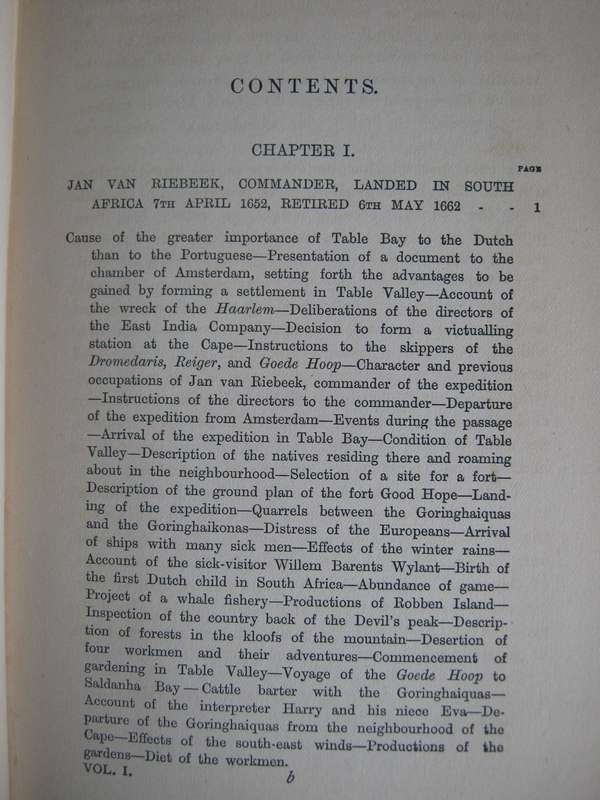 CONTENTS.
CHAPTER I.
PAGE
JAN VAN RIEBEEK, COMMANDER, LANDED IN SOUTH
AFRICA 7TH APRIL 1652, RETIRED 6TH MAY 1662 - - 1
Cause of the greater importance of Table Bay to the Dutch
than to the Portuguese—Presentation of a document to the
chamber of Amsterdam, setting forth the advantages to be
gained by forming a settlement in Table Valley—Account of
the wreck of the Haarlem—Deliberations of the directors of
the East India Company—Decision to form a victualling
station at the Cape—Instructions to the skippers of the
Dromedaris, Reiger, and Goede Hoop—Character and previous
occupations of Jan van Riebeek, commander of the expedition
—Instructions of the directors to the commander—Departure
of the expedition from Amsterdam—Events during the passage
—Arrival of the expedition in Table Bay—Condition of Table
Valley—Description of the natives residing there and roaming
about in the neighbourhood—Selection of a site for a fort—
Description of the ground plan of the fort Good Hope—Land-
ing of the expedition—Quarrels between the Goringhaiquas
and the Goringhaikonas—Distress of the Europeans—Arrival
of ships with many sick men—Effects of the winter rains—
Account of the sick-visitor Willem Barents Wylant—Birth of
the first Dutch child in South Africa—Abundance of game—
Project of a whale fishery—Productions of Robben Island—
Inspection of the country back of the Devil's peak—Descrip-
tion of forests in the kloofs of the mountain—Desertion of
four workmen and their adventures—Commencement of
gardening in Table Valley—Voyage of the Goede Hoop to
Saldanha Bay—Cattle barter with the Goringhaiquas—
Account of the interpreter Harry and his niece Eva—De-
parture of the Goringhaiquas from the neighbourhood of the
Cape—Effects of the south-east winds—Productions of the
gardens—Diet of the workmen.
VOL. I.
b